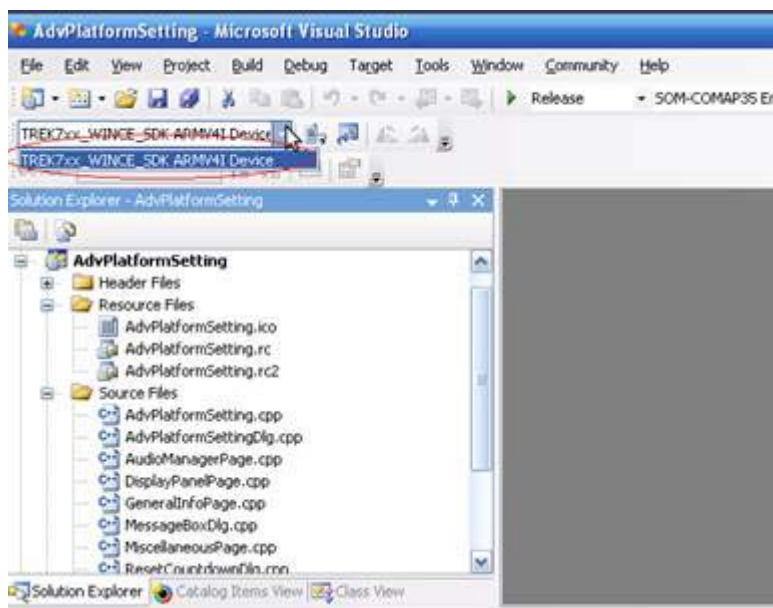 AdvPlatformSetting - Microsoft Visual Studio
File Edit View Project Build Debug Target Tools Window Community Help
Release SOM-COMAP35 En
TREK7xx_WINCE_SDK ARMV4I Device
TREK7xx_WINCE_SDK ARMV4I Device
Solution Explorer - AdvPlatformSetting
AdvPlatformSetting
Header Files
Resource Files
AdvPlatformSetting.ico
AdvPlatformSetting.rc
AdvPlatformSetting.rc2
Source Files
AdvPlatformSetting.cpp
AdvPlatformSettingDlg.cpp
AudioManagerPage.cpp
DisplayPanelPage.cpp
GeneralInfoPage.cpp
MessageBoxDlg.cpp
MiscellaneousPage.cpp
ResetCountdownDlg.cpp
Solution Explorer Catalog Items View Class View